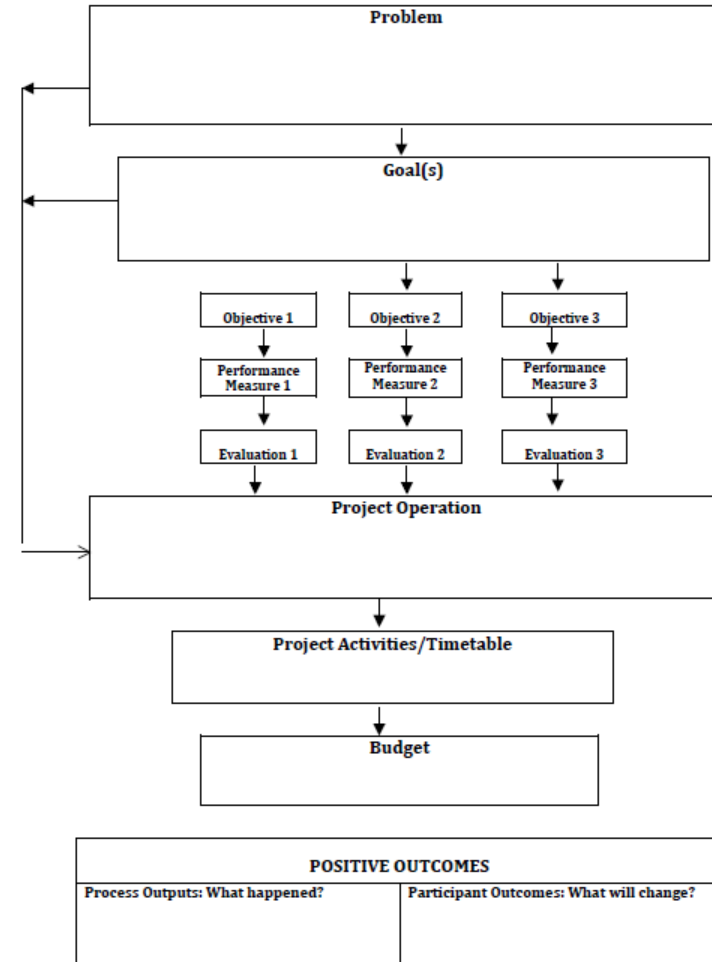 Problem
Goal(s)
Objective 1
Objective 2
Objective 3
Performance
Measure 1
Performance
Measure 2
Performance
Measure 3
Evaluation 1
Evaluation 2
Evaluation 3
Project Operation
Project Activities/Timetable
Budget
POSITIVE OUTCOMES
Process Outputs: What happened?
Participant Outcomes: What will change?